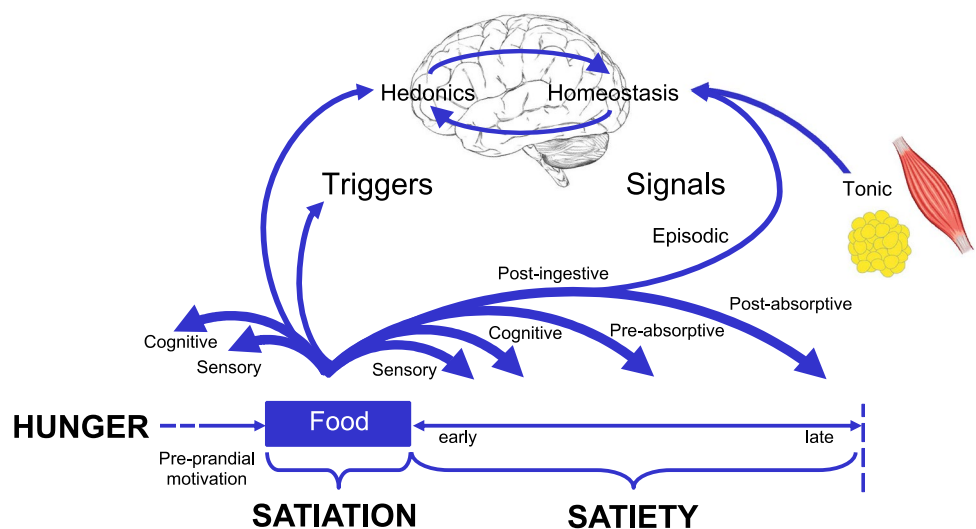 Hedonics
Homeostasis
Triggers
Signals
Tonic
Episodic
Post-ingestive
Post-absorptive
Cognitive
Sensory
Sensory
Cognitive
Pre-absorptive
HUNGER
Food
early
late
Pre-prandial
motivation
SATIATION
SATIETY